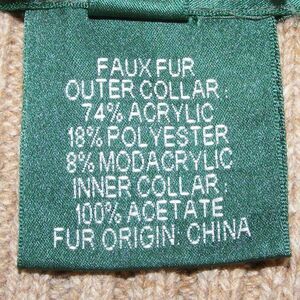 FAUX FUR
OUTER COLLAR:
74% ACRYLIC
18% POLYESTER
8% MODACRYLIC
INNER COLLAR:
100% ACETATE
FUR ORIGIN: CHINA